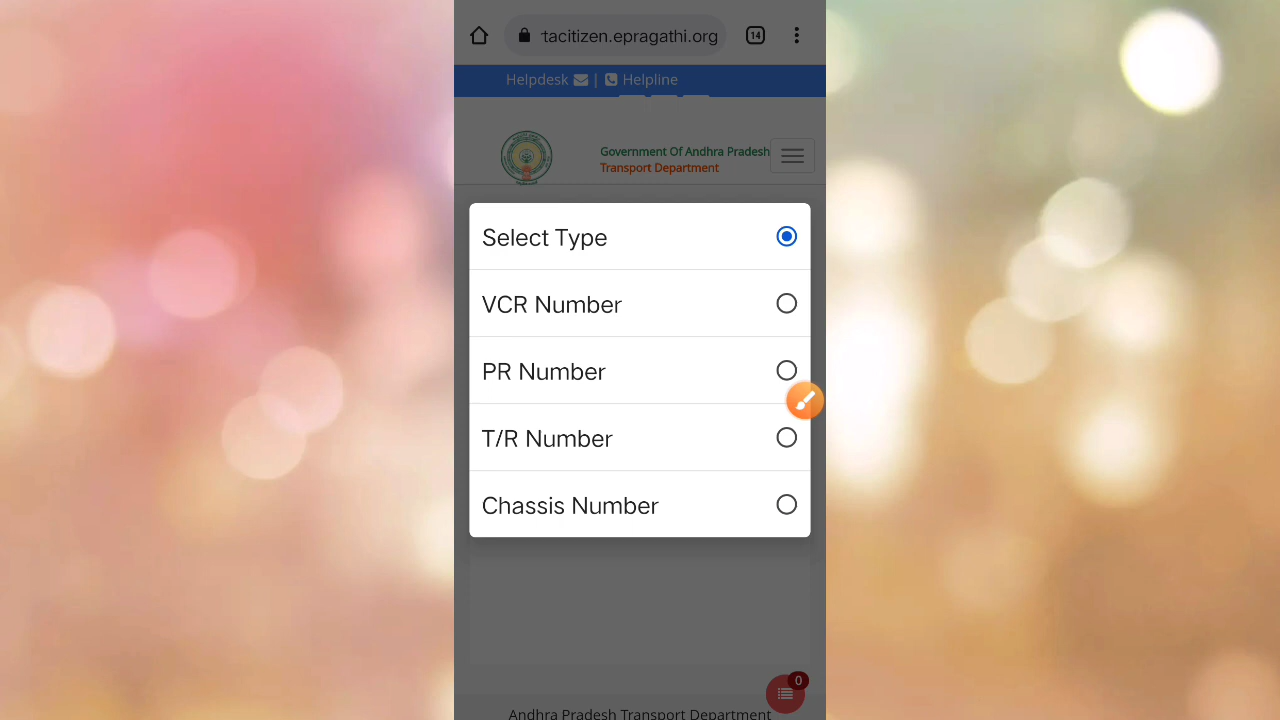 tacitizen.epragathi.org
14
Helpdesk | Helpline
Government Of Andhra Pradesh
Transport Department
Select Type
VCR Number
PR Number
T/R Number
Chassis Number
0
Andhra Pradesh Transport Department